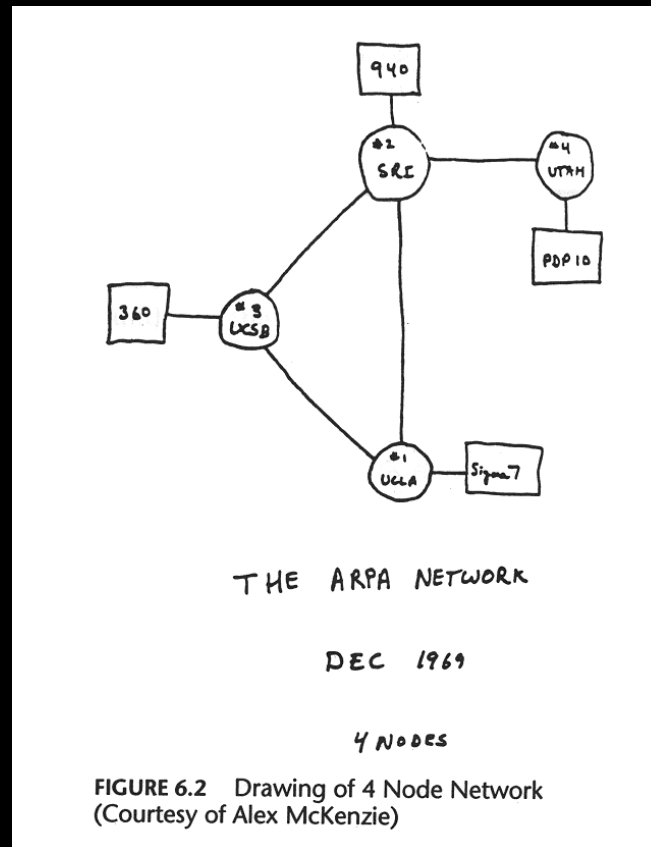 940
#2
SRI
#4
UTAH
PDP 10
360
#3
UCSB
#1
UCLA
Sigma 7
THE ARPA NETWORK
DEC 1969
4 NODES
FIGURE 6.2 Drawing of 4 Node Network
(Courtesy of Alex McKenzie)